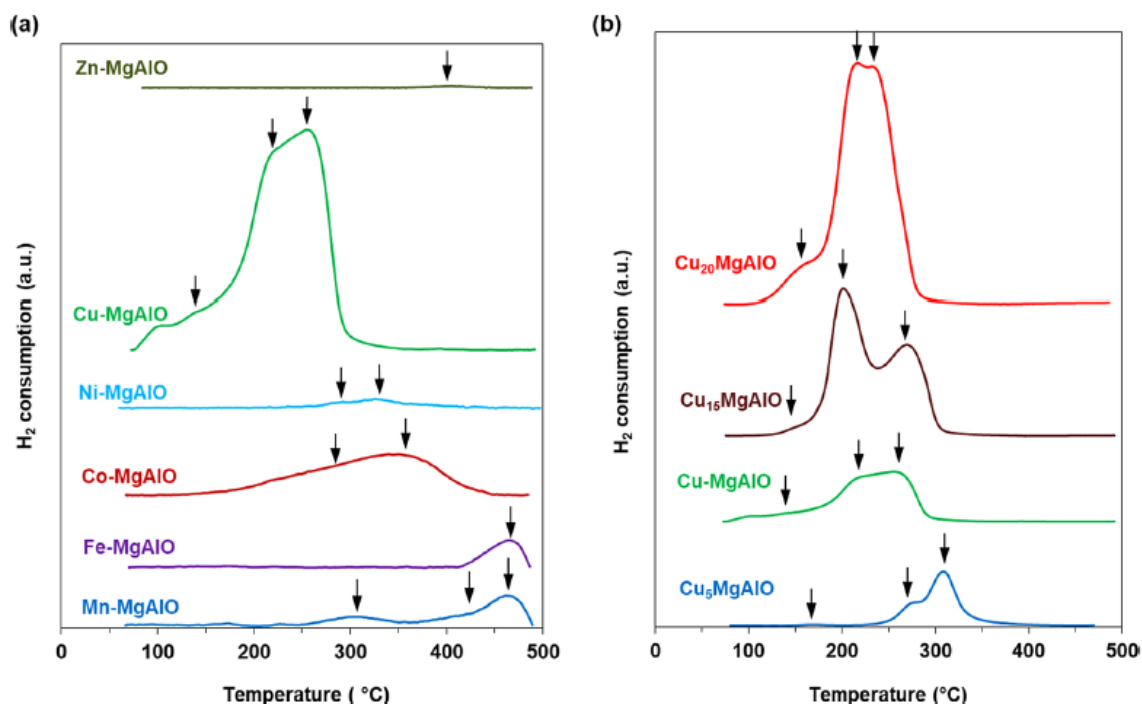 (a)
Zn-MgAlO
Cu-MgAlO
Ni-MgAlO
Co-MgAlO
Fe-MgAlO
Mn-MgAlO
H₂ consumption (a.u.)
0 100 200 300 400 500
Temperature ( °C)
(b)
Cu₂₀MgAlO
Cu₁₅MgAlO
Cu-MgAlO
Cu₅MgAlO
H₂ consumption (a.u.)
0 100 200 300 400 500
Temperature (°C)